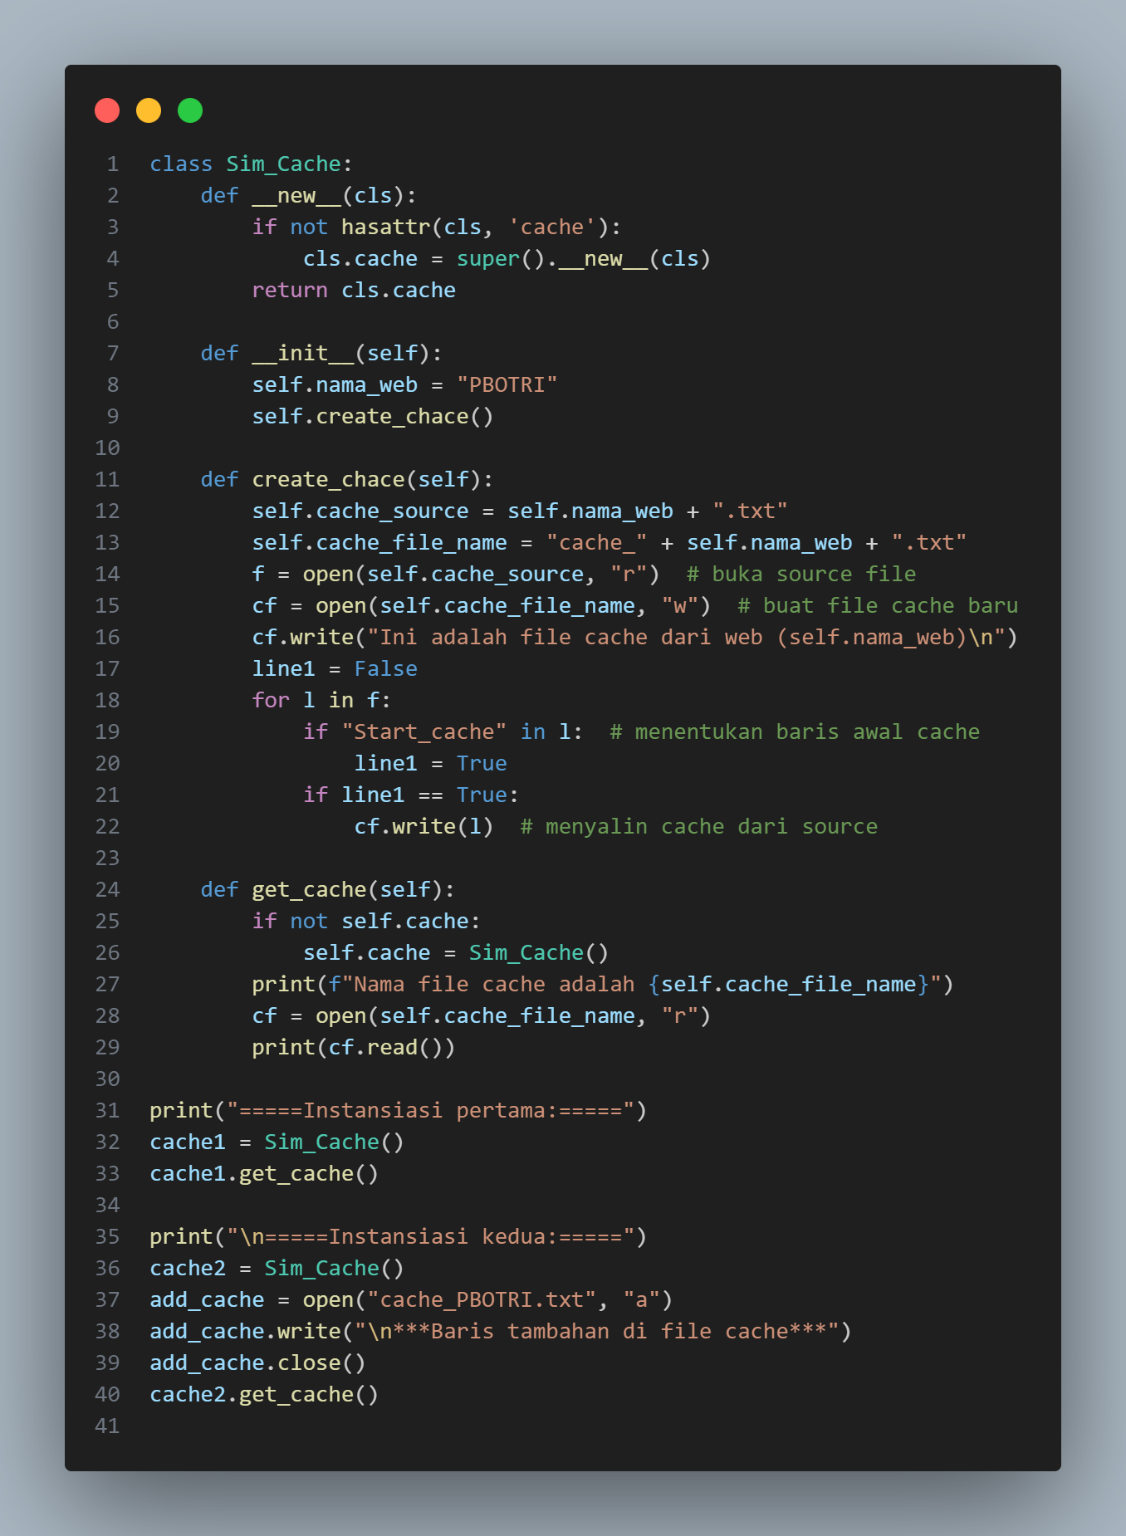 1 class Sim_Cache:
2     def __new__(cls):
3         if not hasattr(cls, 'cache'):
4             cls.cache = super().__new__(cls)
5         return cls.cache
6
7     def __init__(self):
8         self.nama_web = "PBOTRI"
9         self.create_chace()
10
11     def create_chace(self):
12         self.cache_source = self.nama_web + ".txt"
13         self.cache_file_name = "cache_" + self.nama_web + ".txt"
14         f = open(self.cache_source, "r")  # buka source file
15         cf = open(self.cache_file_name, "w")  # buat file cache baru
16         cf.write("Ini adalah file cache dari web (self.nama_web)\n")
17         line1 = False
18         for l in f:
19             if "Start_cache" in l:  # menentukan baris awal cache
20                 line1 = True
21             if line1 == True:
22                 cf.write(l)  # menyalin cache dari source
23
24     def get_cache(self):
25         if not self.cache:
26             self.cache = Sim_Cache()
27         print(f"Nama file cache adalah {self.cache_file_name}")
28         cf = open(self.cache_file_name, "r")
29         print(cf.read())
30
31 print("=====Instansiasi pertama:=====")
32 cache1 = Sim_Cache()
33 cache1.get_cache()
34
35 print("\n=====Instansiasi kedua:=====")
36 cache2 = Sim_Cache()
37 add_cache = open("cache_PBOTRI.txt", "a")
38 add_cache.write("\n***Baris tambahan di file cache***")
39 add_cache.close()
40 cache2.get_cache()
41